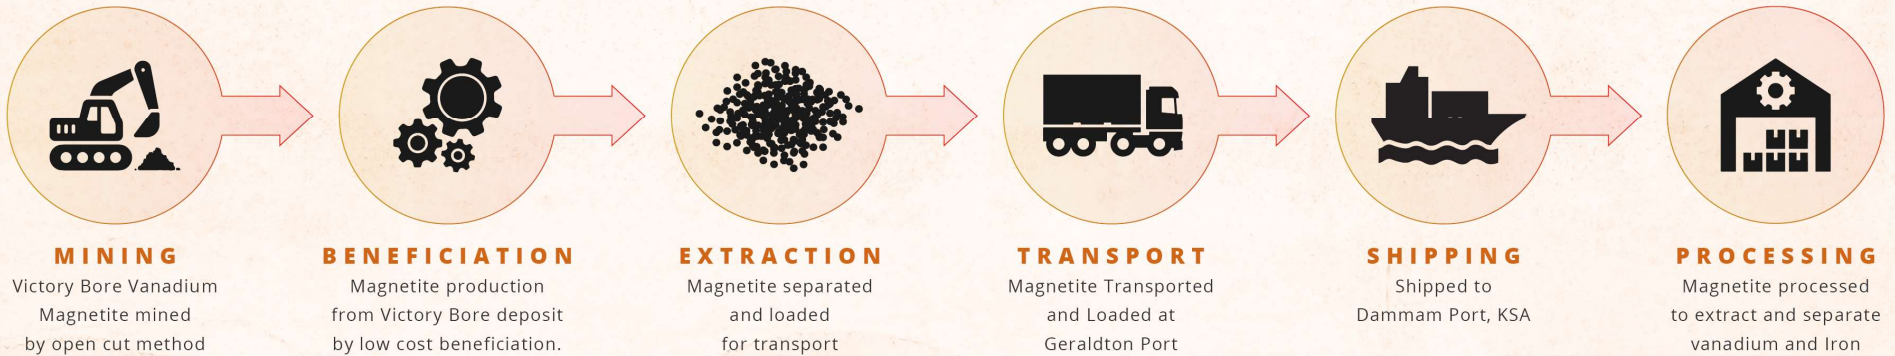 MINING
Victory Bore Vanadium
Magnetite mined
by open cut method
BENEFICIATION
Magnetite production
from Victory Bore deposit
by low cost beneficiation.
EXTRACTION
Magnetite separated
and loaded
for transport
TRANSPORT
Magnetite Transported
and Loaded at
Geraldton Port
SHIPPING
Shipped to
Dammam Port, KSA
PROCESSING
Magnetite processed
to extract and separate
vanadium and Iron